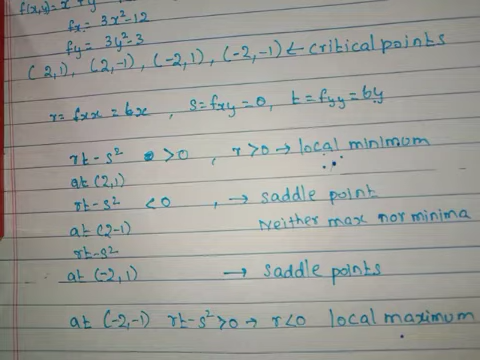 f(x,y)=x + y
fx = 3x²-12
fy = 3y²-3
(2,1), (2,-1), (-2,1), (-2,-1) ← critical points
r = fxx = 6x , s = fxy = 0, t = fyy = 6y
rt - s² > 0 , r > 0 → local minimum
at (2,1)
rt - s² < 0 , → saddle point
at (2-1) Neither max nor minima
rt - s²
at (-2,1) → saddle points
at (-2,-1) rt - s² > 0 → r < 0 local maximum